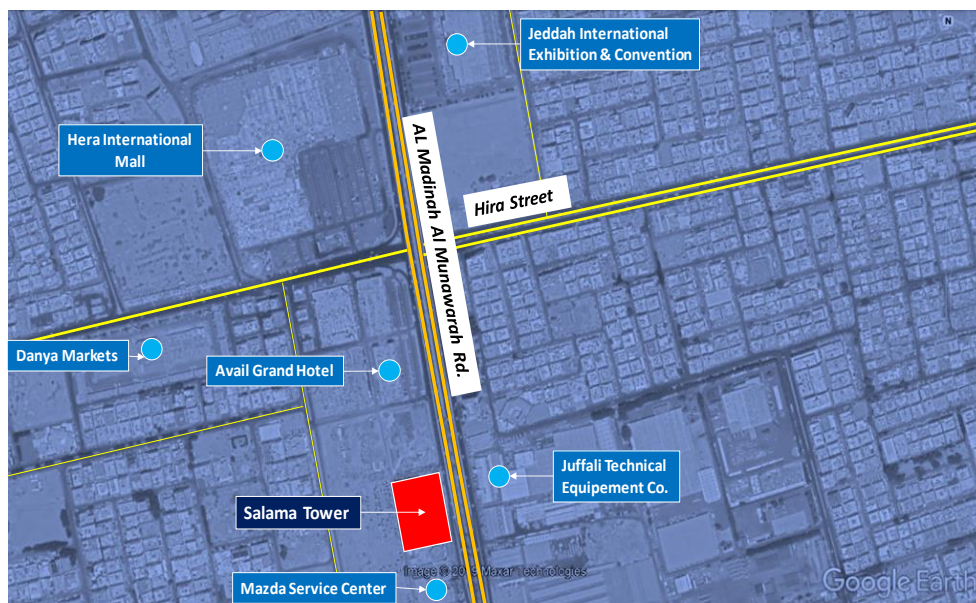 N
Jeddah International
Exhibition & Convention
Hera International
Mall
AL Madinah Al Munawarah Rd.
Hira Street
Danya Markets
Avail Grand Hotel
Juffali Technical
Equipement Co.
Salama Tower
Image © 2019 Maxar Technologies
Mazda Service Center
Google Earth